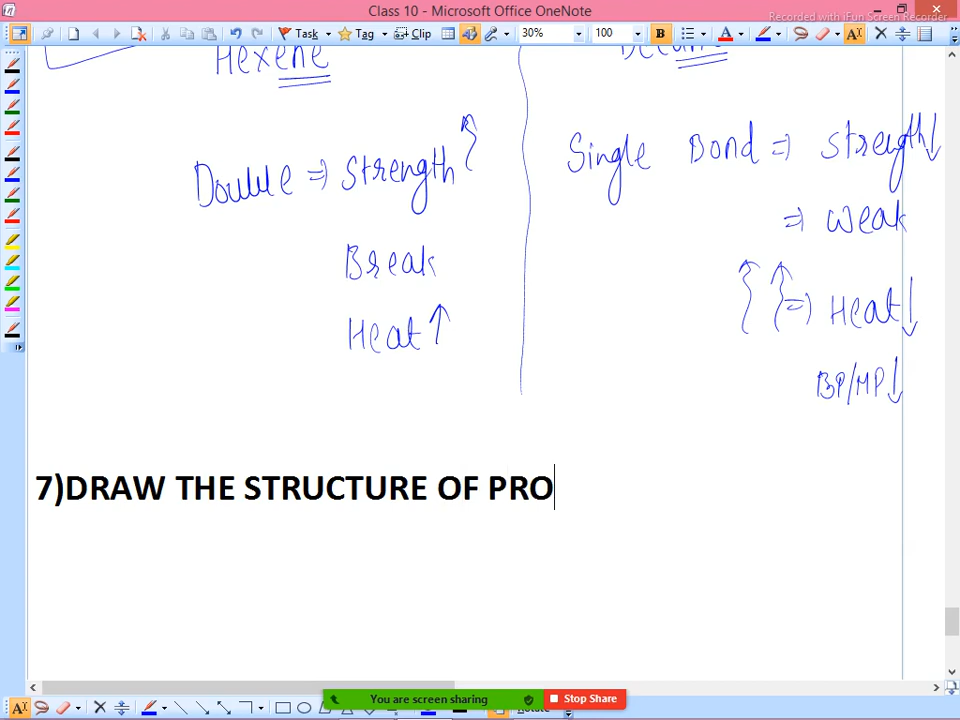 Class 10 - Microsoft Office OneNote
Recorded with iFun Screen Recorder
Task Tag Clip 30% 100 B A
Hexene
Double ⇒ Strength ↑
Single Bond ⇒ Strength ↓
⇒ weak
Break
Heat ↑
↑ ↑ ⇒ Heat ↓
BP/MP ↓
7)DRAW THE STRUCTURE OF PRO
You are screen sharing Stop Share